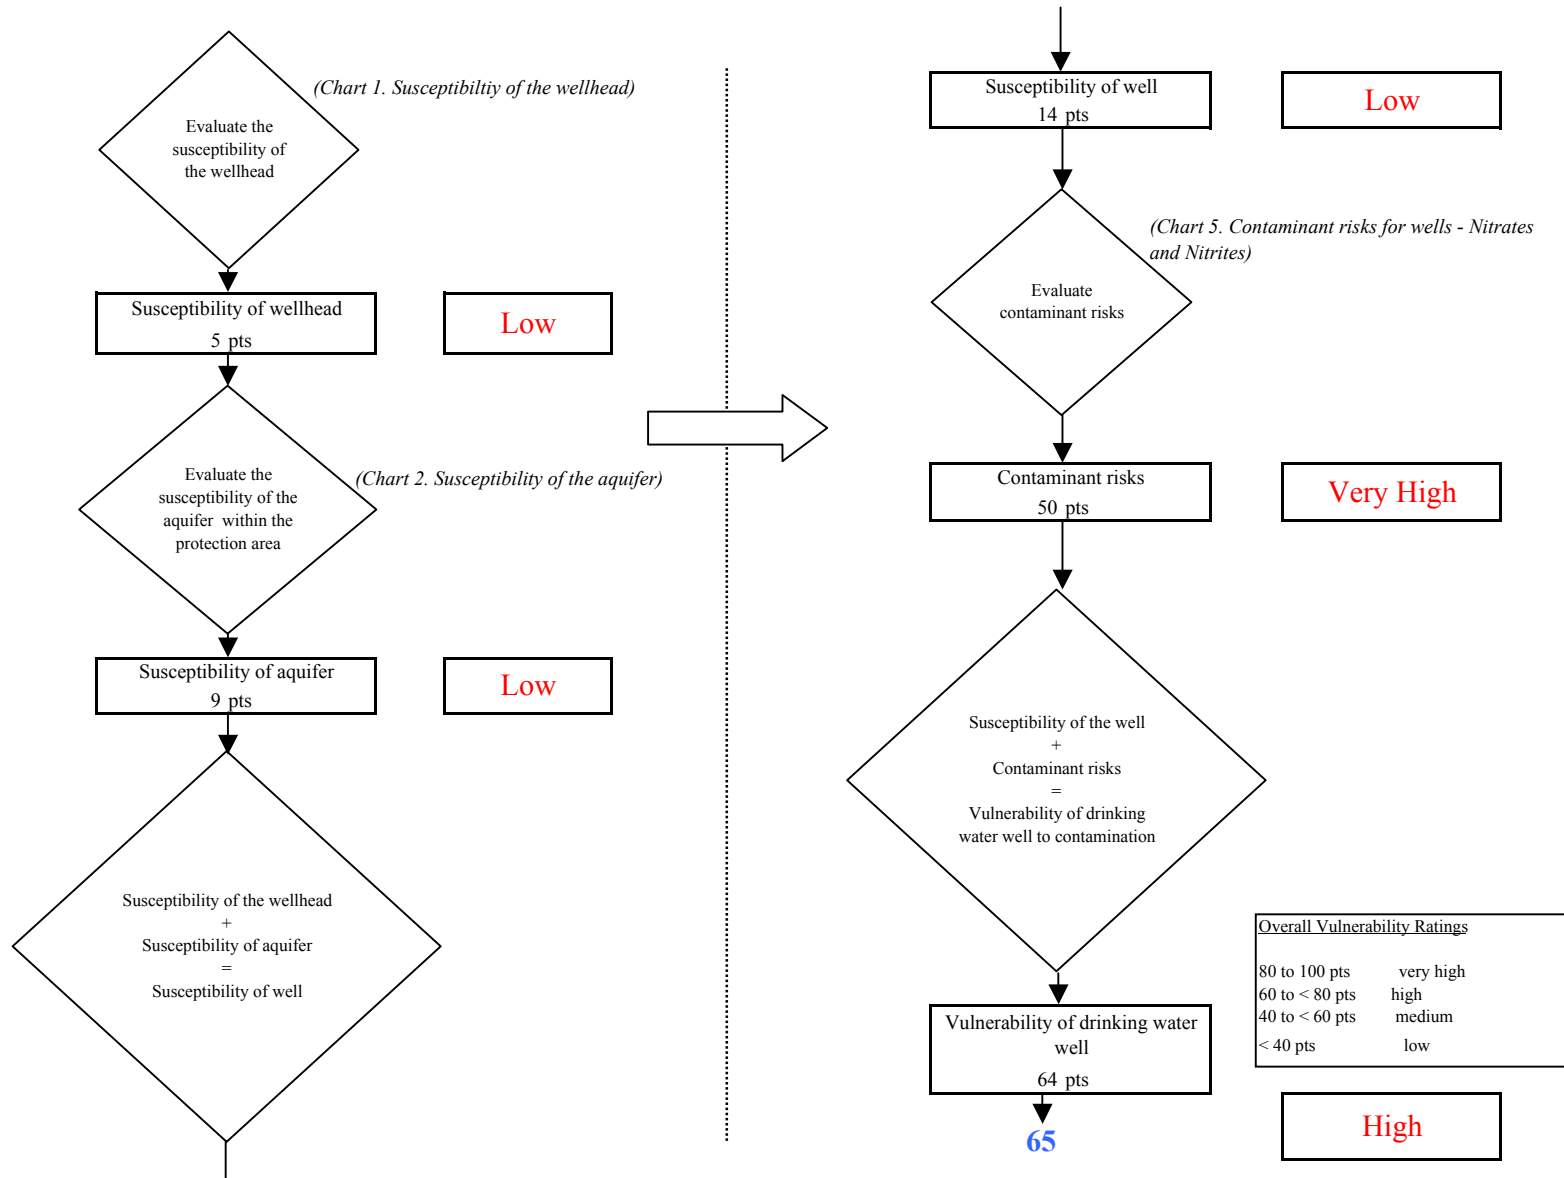 (Chart 1. Susceptibiltiy of the wellhead)
Evaluate the
susceptibility of
the wellhead
Susceptibility of wellhead
5 pts
Low
(Chart 2. Susceptibility of the aquifer)
Evaluate the
susceptibility of the
aquifer within the
protection area
Susceptibility of aquifer
9 pts
Low
Susceptibility of the wellhead
+
Susceptibility of aquifer
=
Susceptibility of well
Susceptibility of well
14 pts
Low
(Chart 5. Contaminant risks for wells - Nitrates
and Nitrites)
Evaluate
contaminant risks
Contaminant risks
50 pts
Very High
Susceptibility of the well
+
Contaminant risks
=
Vulnerability of drinking
water well to contamination
Overall Vulnerability Ratings
80 to 100 pts very high
60 to < 80 pts high
40 to < 60 pts medium
< 40 pts low
Vulnerability of drinking water
well
64 pts
High
65